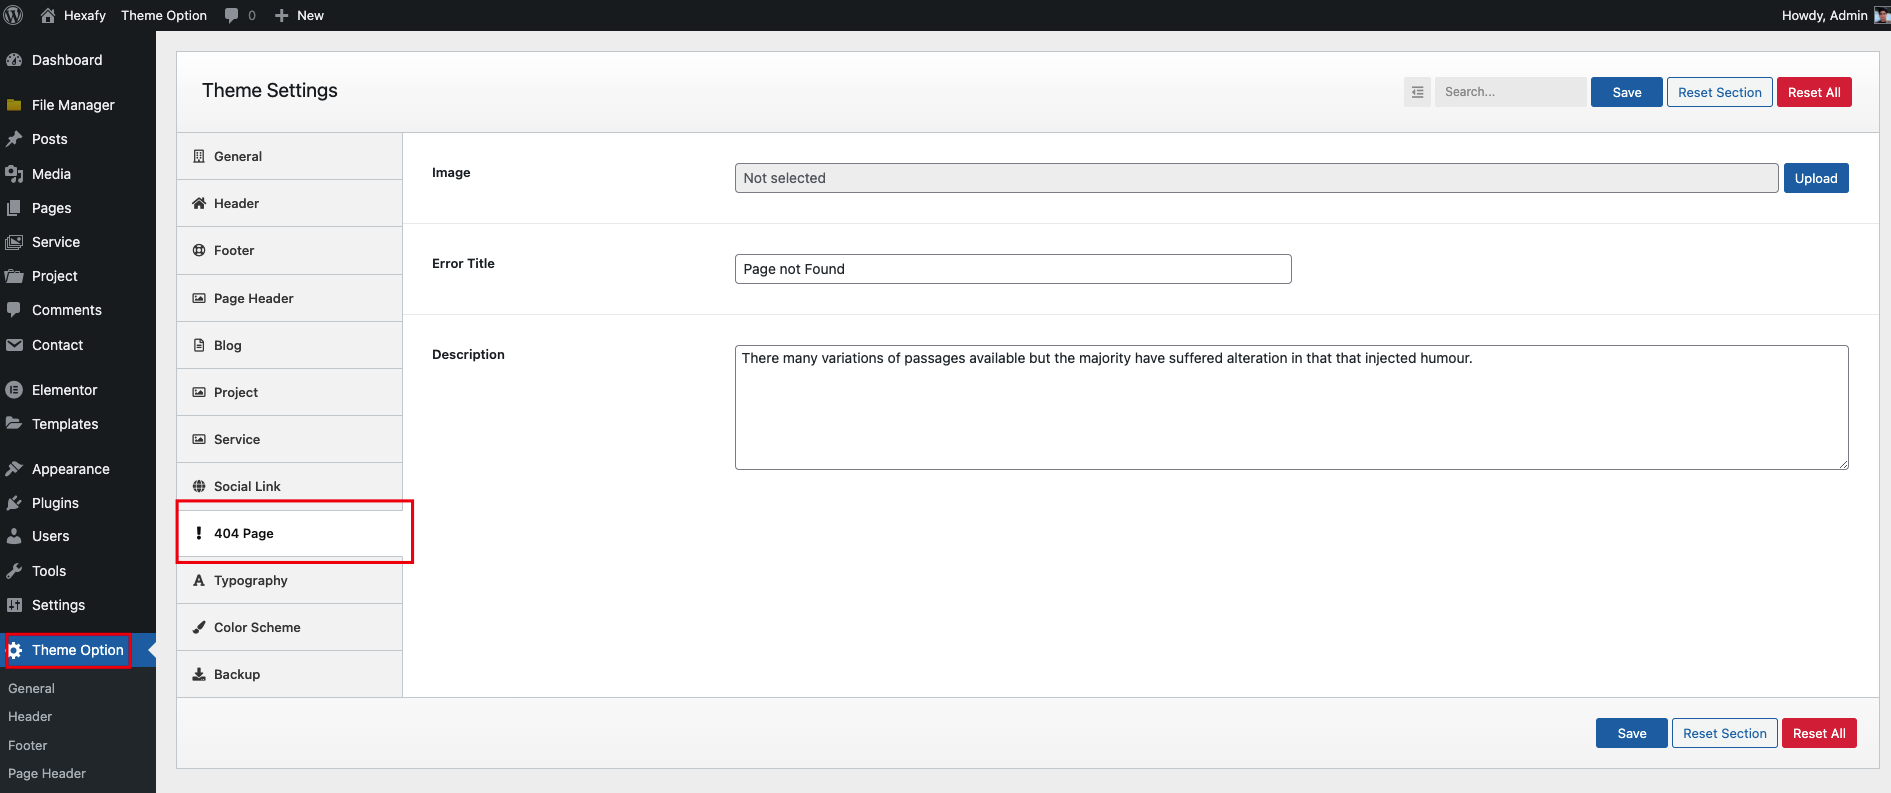 Hexafy Theme Option 0 New Howdy, Admin
Dashboard
File Manager
Posts
Media
Pages
Service
Project
Comments
Contact
Elementor
Templates
Appearance
Plugins
Users
Tools
Settings
Theme Option
General
Header
Footer
Page Header
Theme Settings
Search... Save Reset Section Reset All
General
Header
Footer
Page Header
Blog
Project
Service
Social Link
404 Page
Typography
Color Scheme
Backup
Image
Not selected Upload
Error Title
Page not Found
Description
There many variations of passages available but the majority have suffered alteration in that that injected humour.
Save Reset Section Reset All